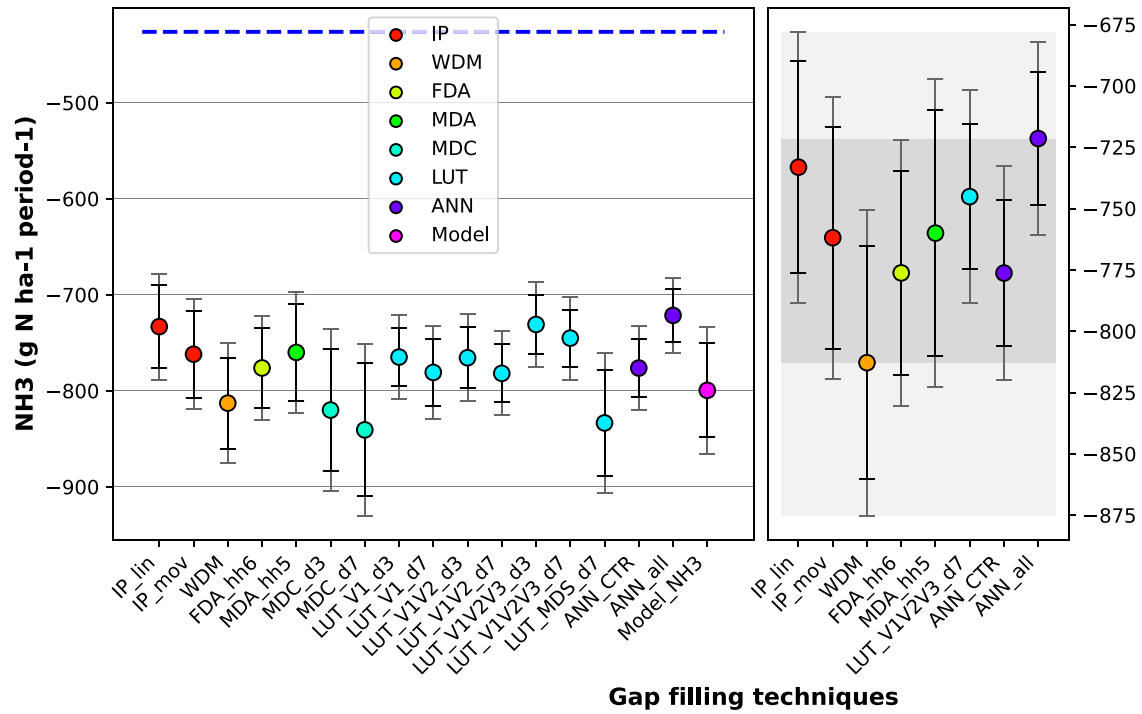 NH3 (g N ha-1 period-1)
−500
−600
−700
−800
−900
IP
WDM
FDA
MDA
MDC
LUT
ANN
Model
IP_lin
IP_mov
WDM
FDA_hh6
MDA_hh5
MDC_d3
MDC_d7
LUT_V1_d3
LUT_V1_d7
LUT_V1V2_d3
LUT_V1V2_d7
LUT_V1V2V3_d3
LUT_V1V2V3_d7
LUT_MDS_d7
ANN_CTR
ANN_all
Model_NH3
−675
−700
−725
−750
−775
−800
−825
−850
−875
IP_lin
IP_mov
WDM
FDA_hh6
MDA_hh5
LUT_V1V2V3_d7
ANN_CTR
ANN_all
Gap filling techniques